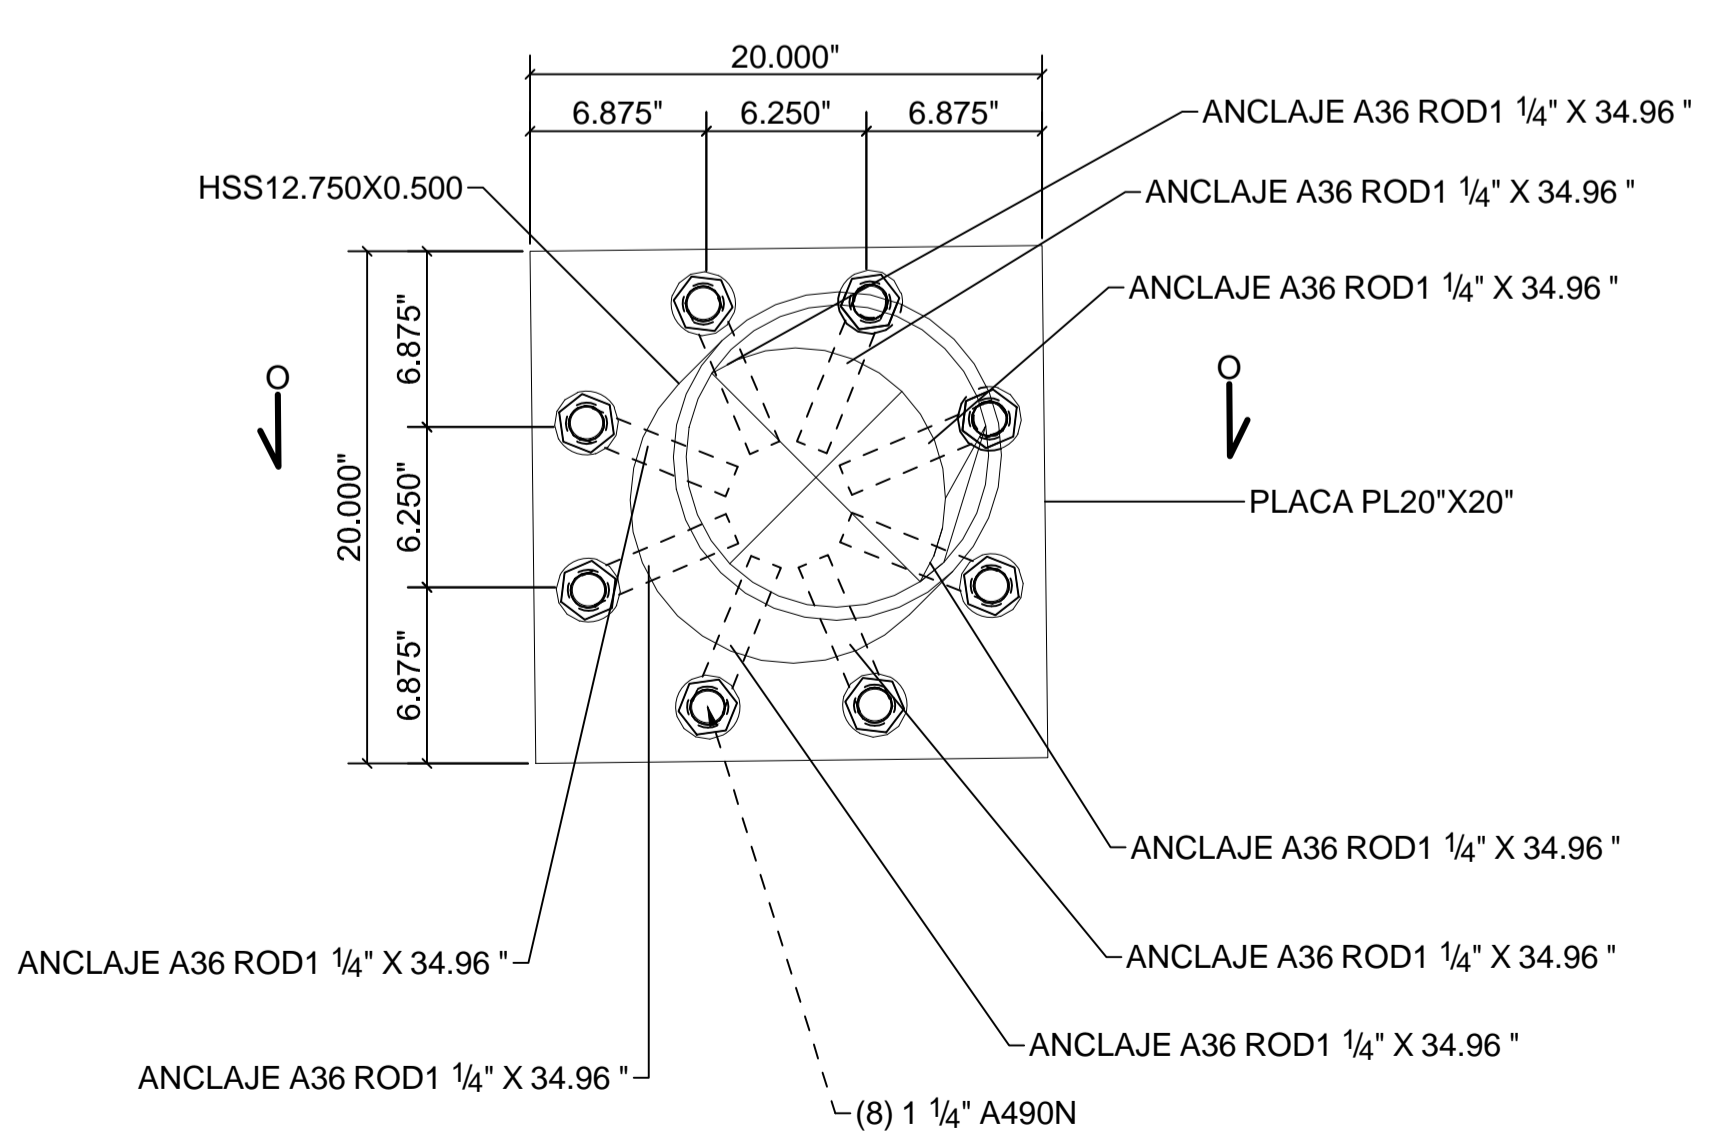 20.000"
6.875" 6.250" 6.875"
ANCLAJE A36 ROD1 1/4" X 34.96 "
HSS12.750X0.500
ANCLAJE A36 ROD1 1/4" X 34.96 "
ANCLAJE A36 ROD1 1/4" X 34.96 "
6.875"
O
O
20.000"
6.250"
PLACA PL20"X20"
6.875"
ANCLAJE A36 ROD1 1/4" X 34.96 "
ANCLAJE A36 ROD1 1/4" X 34.96 "
ANCLAJE A36 ROD1 1/4" X 34.96 "
ANCLAJE A36 ROD1 1/4" X 34.96 "
ANCLAJE A36 ROD1 1/4" X 34.96 "
(8) 1 1/4" A490N